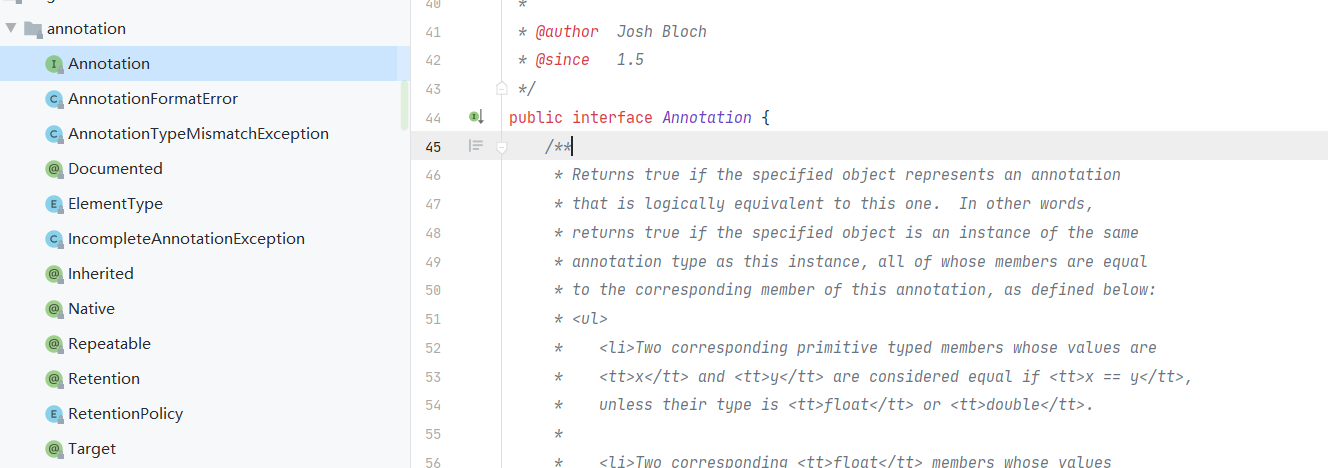 annotation
Annotation
AnnotationFormatError
AnnotationTypeMismatchException
Documented
ElementType
IncompleteAnnotationException
Inherited
Native
Repeatable
Retention
RetentionPolicy
Target
40 *
41 * @author  Josh Bloch
42 * @since   1.5
43 */
44 public interface Annotation {
45 /**
46 * Returns true if the specified object represents an annotation
47 * that is logically equivalent to this one.  In other words,
48 * returns true if the specified object is an instance of the same
49 * annotation type as this instance, all of whose members are equal
50 * to the corresponding member of this annotation, as defined below:
51 * <ul>
52 *    <li>Two corresponding primitive typed members whose values are
53 *    <tt>x</tt> and <tt>y</tt> are considered equal if <tt>x == y</tt>,
54 *    unless their type is <tt>float</tt> or <tt>double</tt>.
55 *
56 *    <li>Two corresponding <tt>float</tt> members whose values